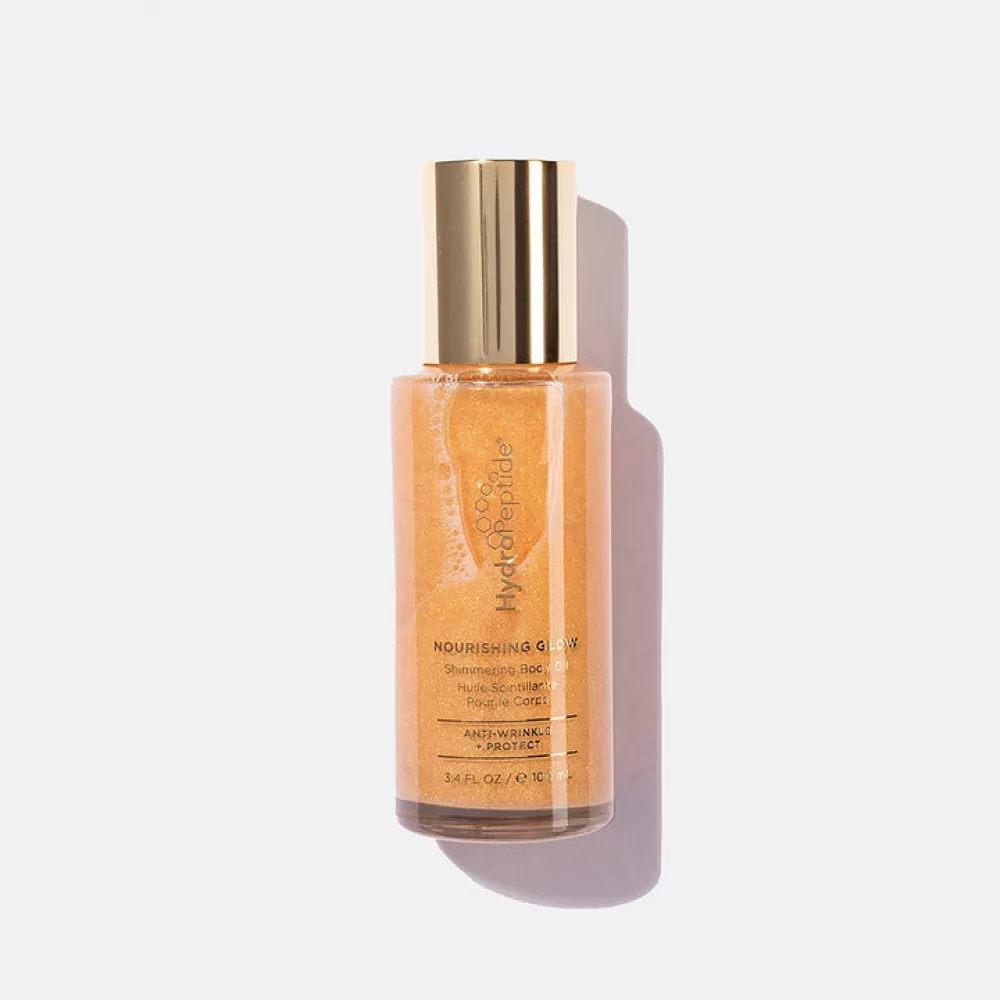 HydroPeptide®
NOURISHING GLOW
Shimmering Body Oil
Huile Scintillante
Pour le Corps
ANTI-WRINKLE
+ PROTECT
3.4 FL OZ / ℮ 100 mL